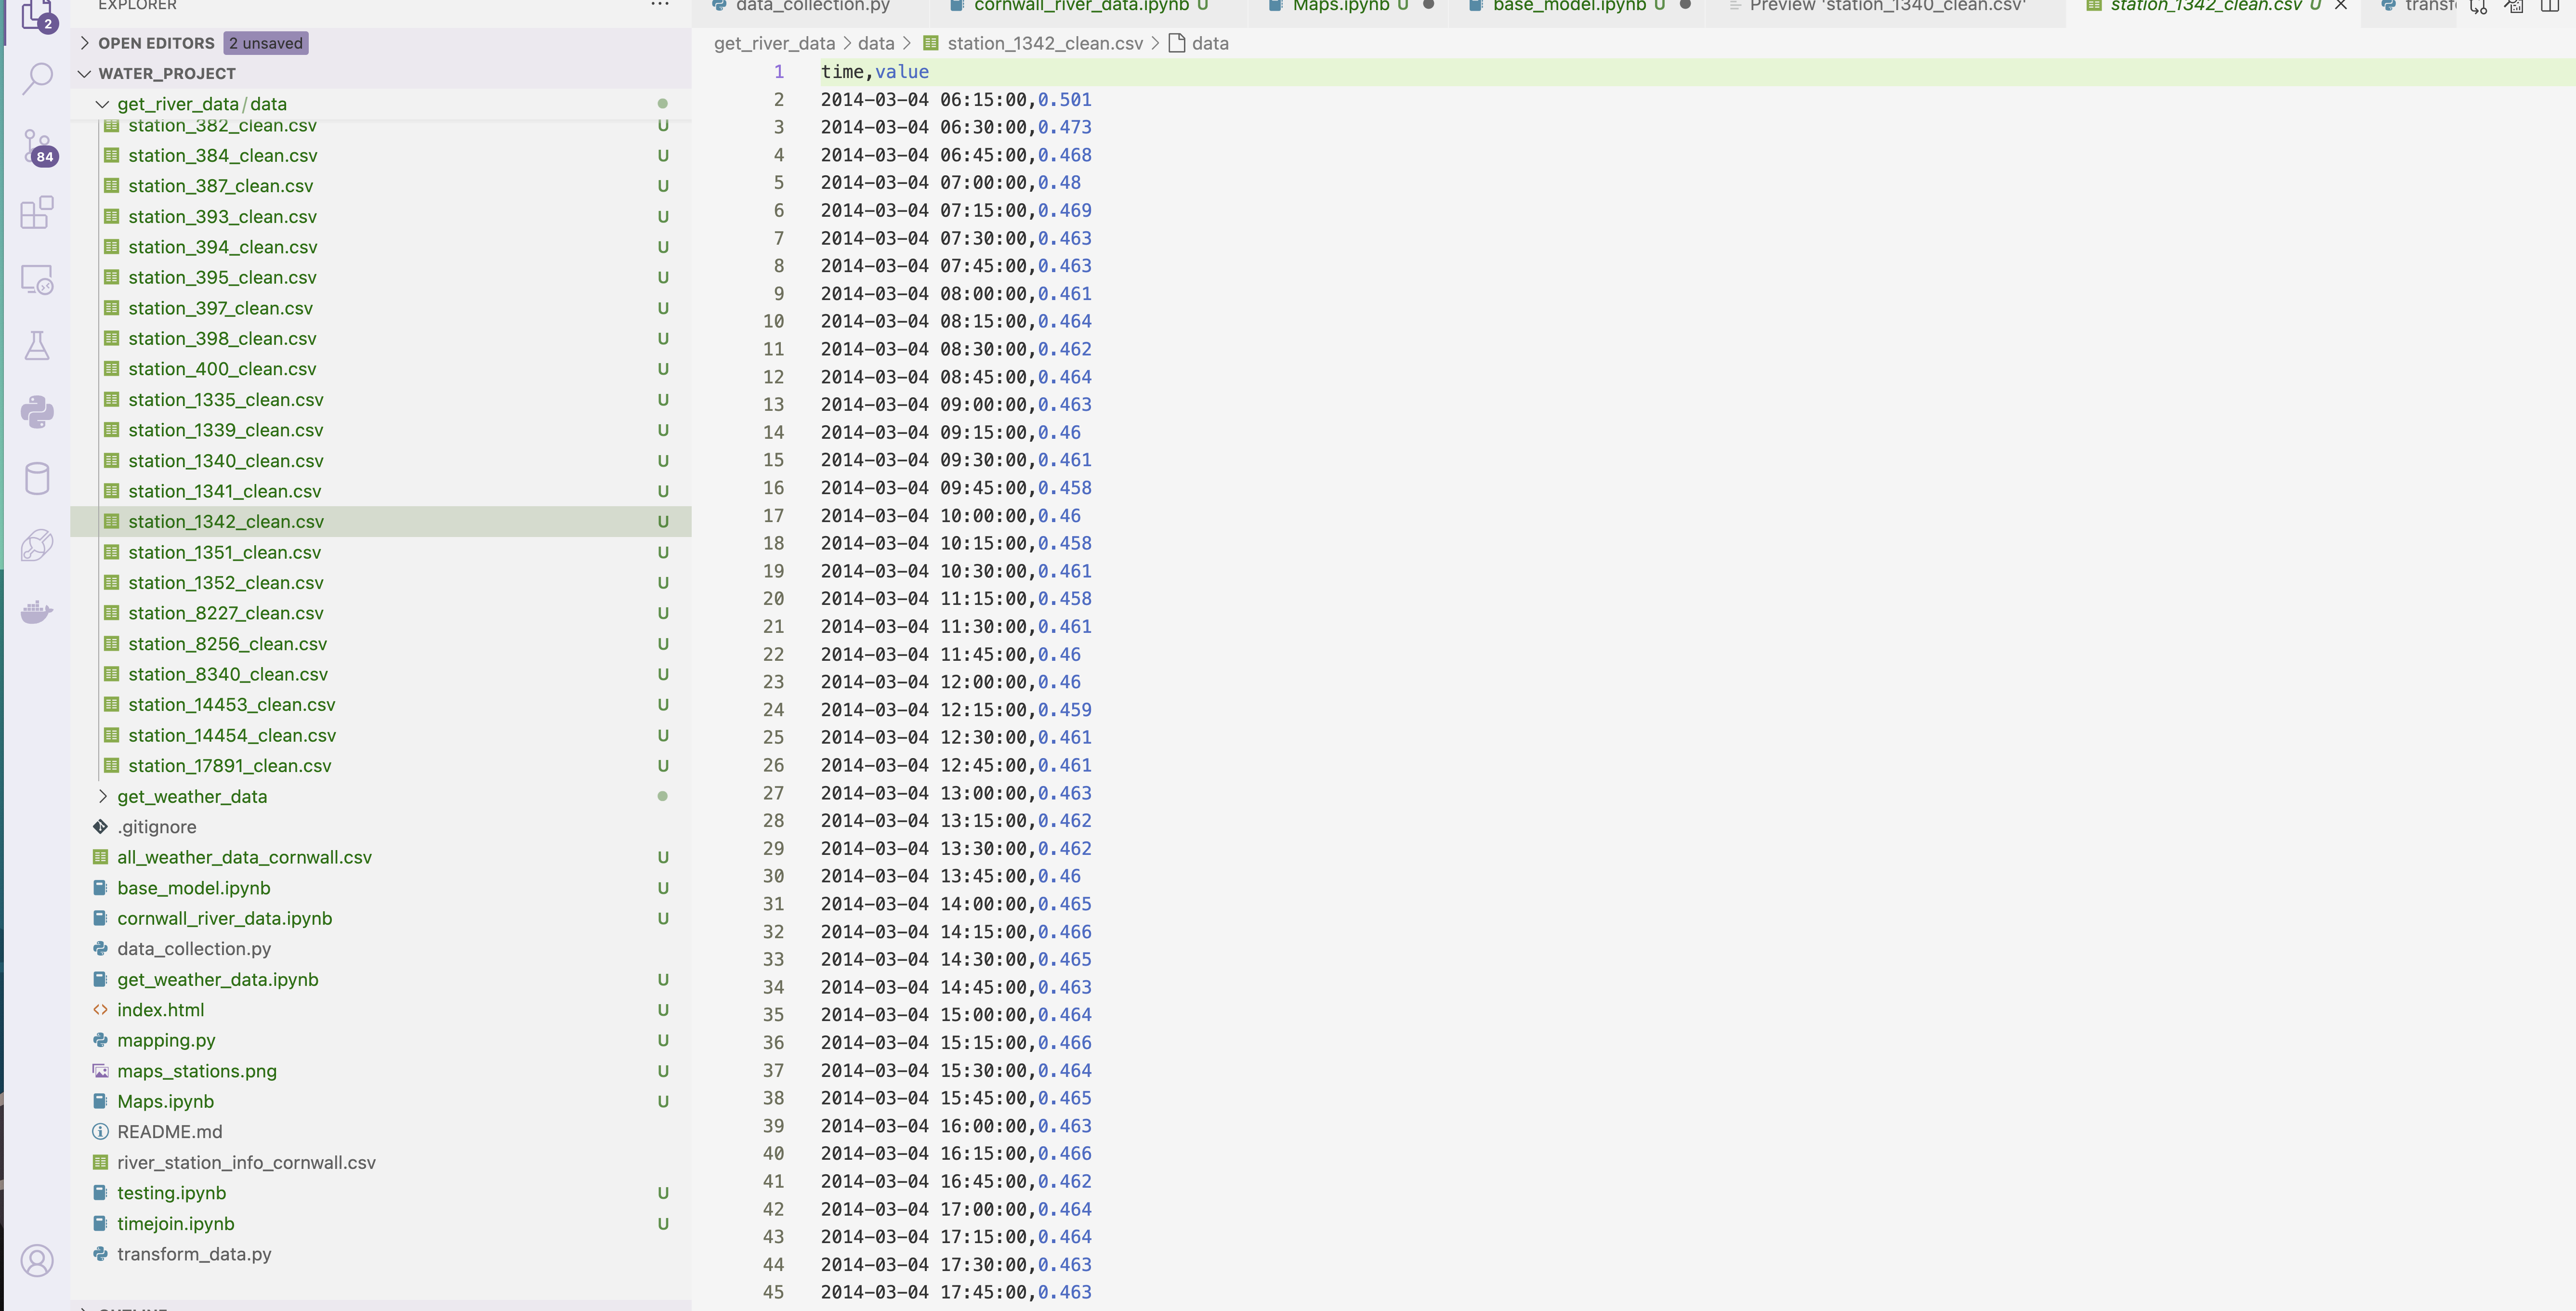 EXPLORER
2
OPEN EDITORS 2 unsaved
WATER_PROJECT
get_river_data/data
station_382_clean.csv U
station_384_clean.csv U
84
station_387_clean.csv U
station_393_clean.csv U
station_394_clean.csv U
station_395_clean.csv U
station_397_clean.csv U
station_398_clean.csv U
station_400_clean.csv U
station_1335_clean.csv U
station_1339_clean.csv U
station_1340_clean.csv U
station_1341_clean.csv U
station_1342_clean.csv U
station_1351_clean.csv U
station_1352_clean.csv U
station_8227_clean.csv U
station_8256_clean.csv U
station_8340_clean.csv U
station_14453_clean.csv U
station_14454_clean.csv U
station_17891_clean.csv U
get_weather_data
.gitignore
all_weather_data_cornwall.csv U
base_model.ipynb U
cornwall_river_data.ipynb U
data_collection.py
get_weather_data.ipynb U
index.html U
mapping.py U
maps_stations.png U
Maps.ipynb U
README.md
river_station_info_cornwall.csv
testing.ipynb U
timejoin.ipynb U
transform_data.py
data_collection.py cornwall_river_data.ipynb U Maps.ipynb U base_model.ipynb U Preview 'station_1340_clean.csv' station_1342_clean.csv U
get_river_data > data > station_1342_clean.csv > data
1 time,value
2 2014-03-04 06:15:00,0.501
3 2014-03-04 06:30:00,0.473
4 2014-03-04 06:45:00,0.468
5 2014-03-04 07:00:00,0.48
6 2014-03-04 07:15:00,0.469
7 2014-03-04 07:30:00,0.463
8 2014-03-04 07:45:00,0.463
9 2014-03-04 08:00:00,0.461
10 2014-03-04 08:15:00,0.464
11 2014-03-04 08:30:00,0.462
12 2014-03-04 08:45:00,0.464
13 2014-03-04 09:00:00,0.463
14 2014-03-04 09:15:00,0.46
15 2014-03-04 09:30:00,0.461
16 2014-03-04 09:45:00,0.458
17 2014-03-04 10:00:00,0.46
18 2014-03-04 10:15:00,0.458
19 2014-03-04 10:30:00,0.461
20 2014-03-04 11:15:00,0.458
21 2014-03-04 11:30:00,0.461
22 2014-03-04 11:45:00,0.46
23 2014-03-04 12:00:00,0.46
24 2014-03-04 12:15:00,0.459
25 2014-03-04 12:30:00,0.461
26 2014-03-04 12:45:00,0.461
27 2014-03-04 13:00:00,0.463
28 2014-03-04 13:15:00,0.462
29 2014-03-04 13:30:00,0.462
30 2014-03-04 13:45:00,0.46
31 2014-03-04 14:00:00,0.465
32 2014-03-04 14:15:00,0.466
33 2014-03-04 14:30:00,0.465
34 2014-03-04 14:45:00,0.463
35 2014-03-04 15:00:00,0.464
36 2014-03-04 15:15:00,0.466
37 2014-03-04 15:30:00,0.464
38 2014-03-04 15:45:00,0.465
39 2014-03-04 16:00:00,0.463
40 2014-03-04 16:15:00,0.466
41 2014-03-04 16:45:00,0.462
42 2014-03-04 17:00:00,0.464
43 2014-03-04 17:15:00,0.464
44 2014-03-04 17:30:00,0.463
45 2014-03-04 17:45:00,0.463